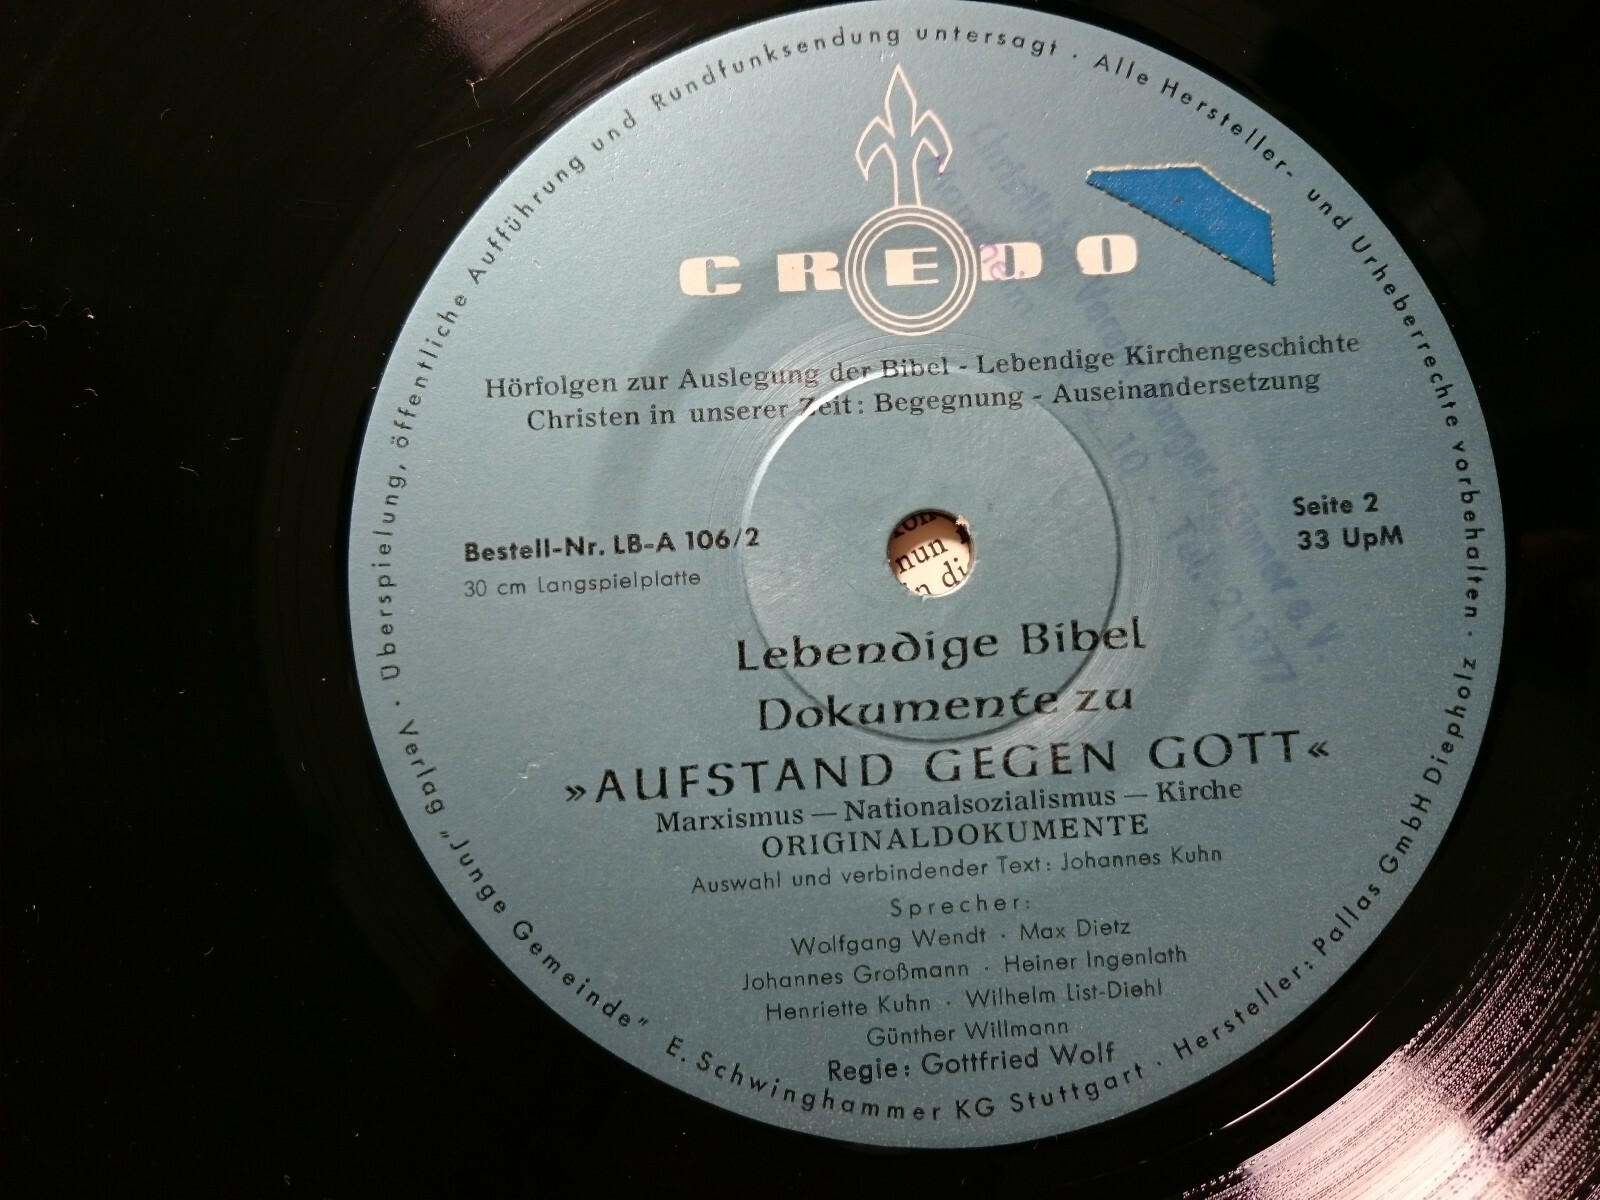 CREDO
Hörfolgen zur Auslegung der Bibel - Lebendige Kirchengeschichte
Christen in unserer Zeit: Begegnung - Auseinandersetzung
Bestell-Nr. LB-A 106/2
30 cm Langspielplatte
Seite 2
33 UpM
Lebendige Bibel
Dokumente zu
»AUFSTAND GEGEN GOTT«
Marxismus — Nationalsozialismus — Kirche
ORIGINALDOKUMENTE
Auswahl und verbindender Text: Johannes Kuhn
Sprecher:
Wolfgang Wendt · Max Dietz
Johannes Großmann · Heiner Ingenlath
Henriette Kuhn · Wilhelm List-Diehl
Günther Willmann
Regie: Gottfried Wolf
Alle Hersteller- und Urheberrechte vorbehalten · Überspielung, öffentliche Aufführung und Rundfunksendung untersagt ·
Verlag „Junge Gemeinde" E. Schwinghammer KG Stuttgart · Hersteller: Pallas GmbH Diepholz ·
nun
Tel. 21377